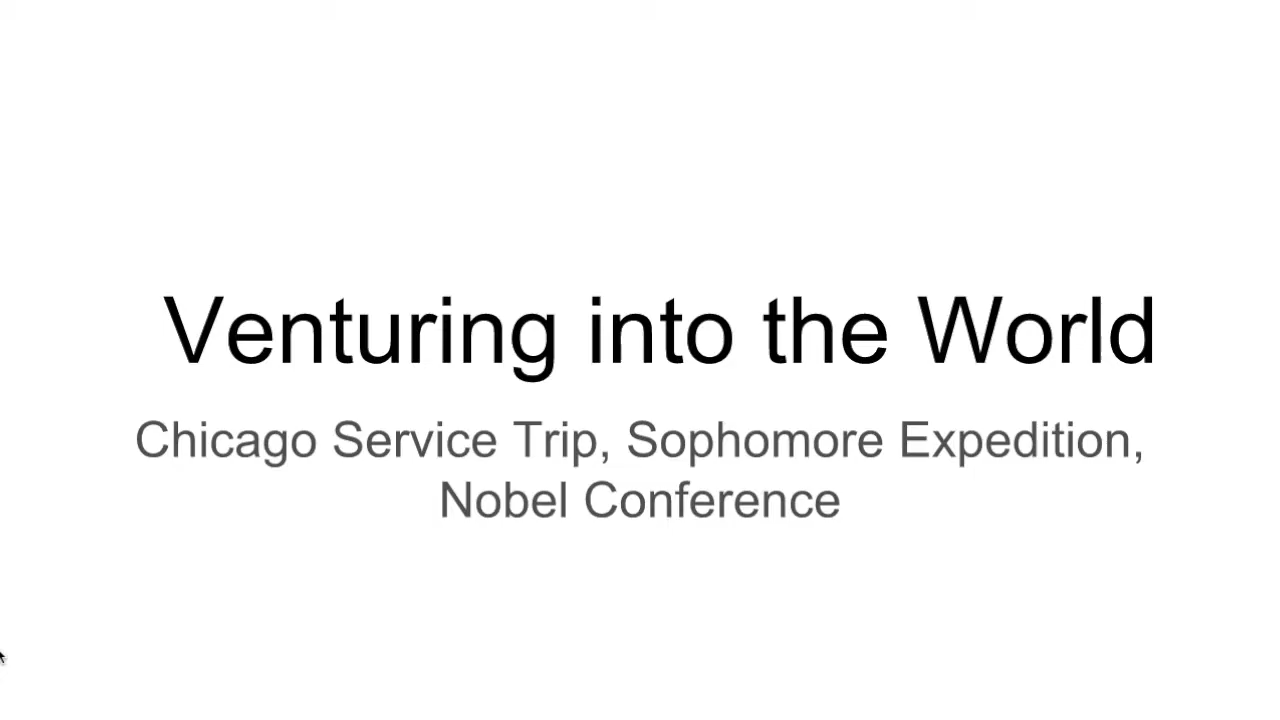 Venturing into the World
Chicago Service Trip, Sophomore Expedition,
Nobel Conference